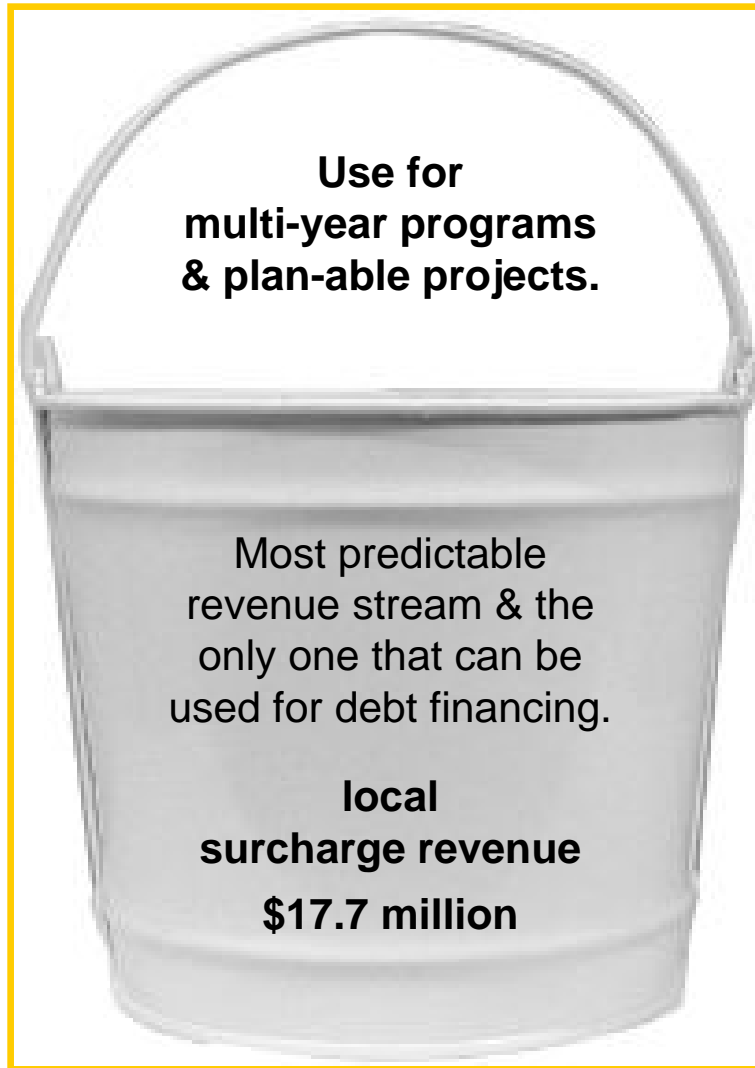 Use for
multi-year programs
& plan-able projects.
Most predictable
revenue stream & the
only one that can be
used for debt financing.
local
surcharge revenue
$17.7 million